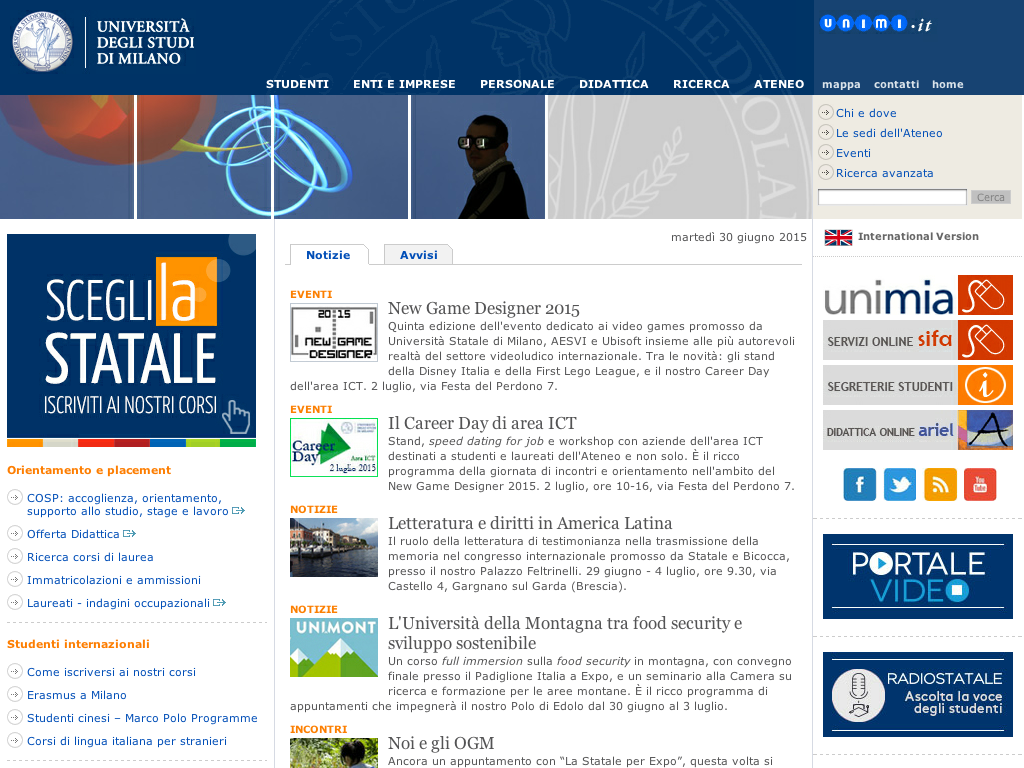 UNIVERSITÀ
DEGLI STUDI
DI MILANO
unimi.it
STUDENTI ENTI E IMPRESE PERSONALE DIDATTICA RICERCA ATENEO
mappa contatti home
Chi e dove
Le sedi dell'Ateneo
Eventi
Ricerca avanzata
Cerca
SCEGLI la
STATALE
ISCRIVITI AI NOSTRI CORSI
Orientamento e placement
COSP: accoglienza, orientamento,
supporto allo studio, stage e lavoro
Offerta Didattica
Ricerca corsi di laurea
Immatricolazioni e ammissioni
Laureati - indagini occupazionali
Studenti internazionali
Come iscriversi ai nostri corsi
Erasmus a Milano
Studenti cinesi – Marco Polo Programme
Corsi di lingua italiana per stranieri
martedì 30 giugno 2015
Notizie Avvisi
EVENTI
20 15
NEW GAME
DESIGNER
New Game Designer 2015
Quinta edizione dell'evento dedicato ai video games promosso da
Università Statale di Milano, AESVI e Ubisoft insieme alle più autorevoli
realtà del settore videoludico internazionale. Tra le novità: gli stand
della Disney Italia e della First Lego League, e il nostro Career Day
dell'area ICT. 2 luglio, via Festa del Perdono 7.
EVENTI
Career
Day
Area ICT
2 luglio 2015
Il Career Day di area ICT
Stand, speed dating for job e workshop con aziende dell'area ICT
destinati a studenti e laureati dell'Ateneo e non solo. È il ricco
programma della giornata di incontri e orientamento nell'ambito del
New Game Designer 2015. 2 luglio, ore 10-16, via Festa del Perdono 7.
NOTIZIE
Letteratura e diritti in America Latina
Il ruolo della letteratura di testimonianza nella trasmissione della
memoria nel congresso internazionale promosso da Statale e Bicocca,
presso il nostro Palazzo Feltrinelli. 29 giugno - 4 luglio, ore 9.30, via
Castello 4, Gargnano sul Garda (Brescia).
NOTIZIE
UNIMONT
L'Università della Montagna tra food security e
sviluppo sostenibile
Un corso full immersion sulla food security in montagna, con convegno
finale presso il Padiglione Italia a Expo, e un seminario alla Camera su
ricerca e formazione per le aree montane. È il ricco programma di
appuntamenti che impegnerà il nostro Polo di Edolo dal 30 giugno al 3 luglio.
INCONTRI
Noi e gli OGM
Ancora un appuntamento con “La Statale per Expo”, questa volta si
International Version
unimia
SERVIZI ONLINE sifa
SEGRETERIE STUDENTI
DIDATTICA ONLINE ariel
You
Tube
PORTALE
VIDEO
RADIOSTATALE
Ascolta la voce
degli studenti